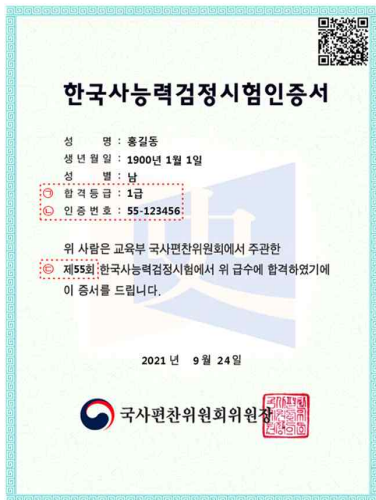 한국사능력검정시험인증서
성 명 : 홍길동
생년월일 : 1900년 1월 1일
성 별 : 남
㉠ 합격등급 : 1급
㉡ 인증번호 : 55-123456
위 사람은 교육부 국사편찬위원회에서 주관한
㉢ 제55회 한국사능력검정시험에서 위 급수에 합격하였기에
이 증서를 드립니다.
史
2021 년 9 월 24 일
국사편찬위원회위원장